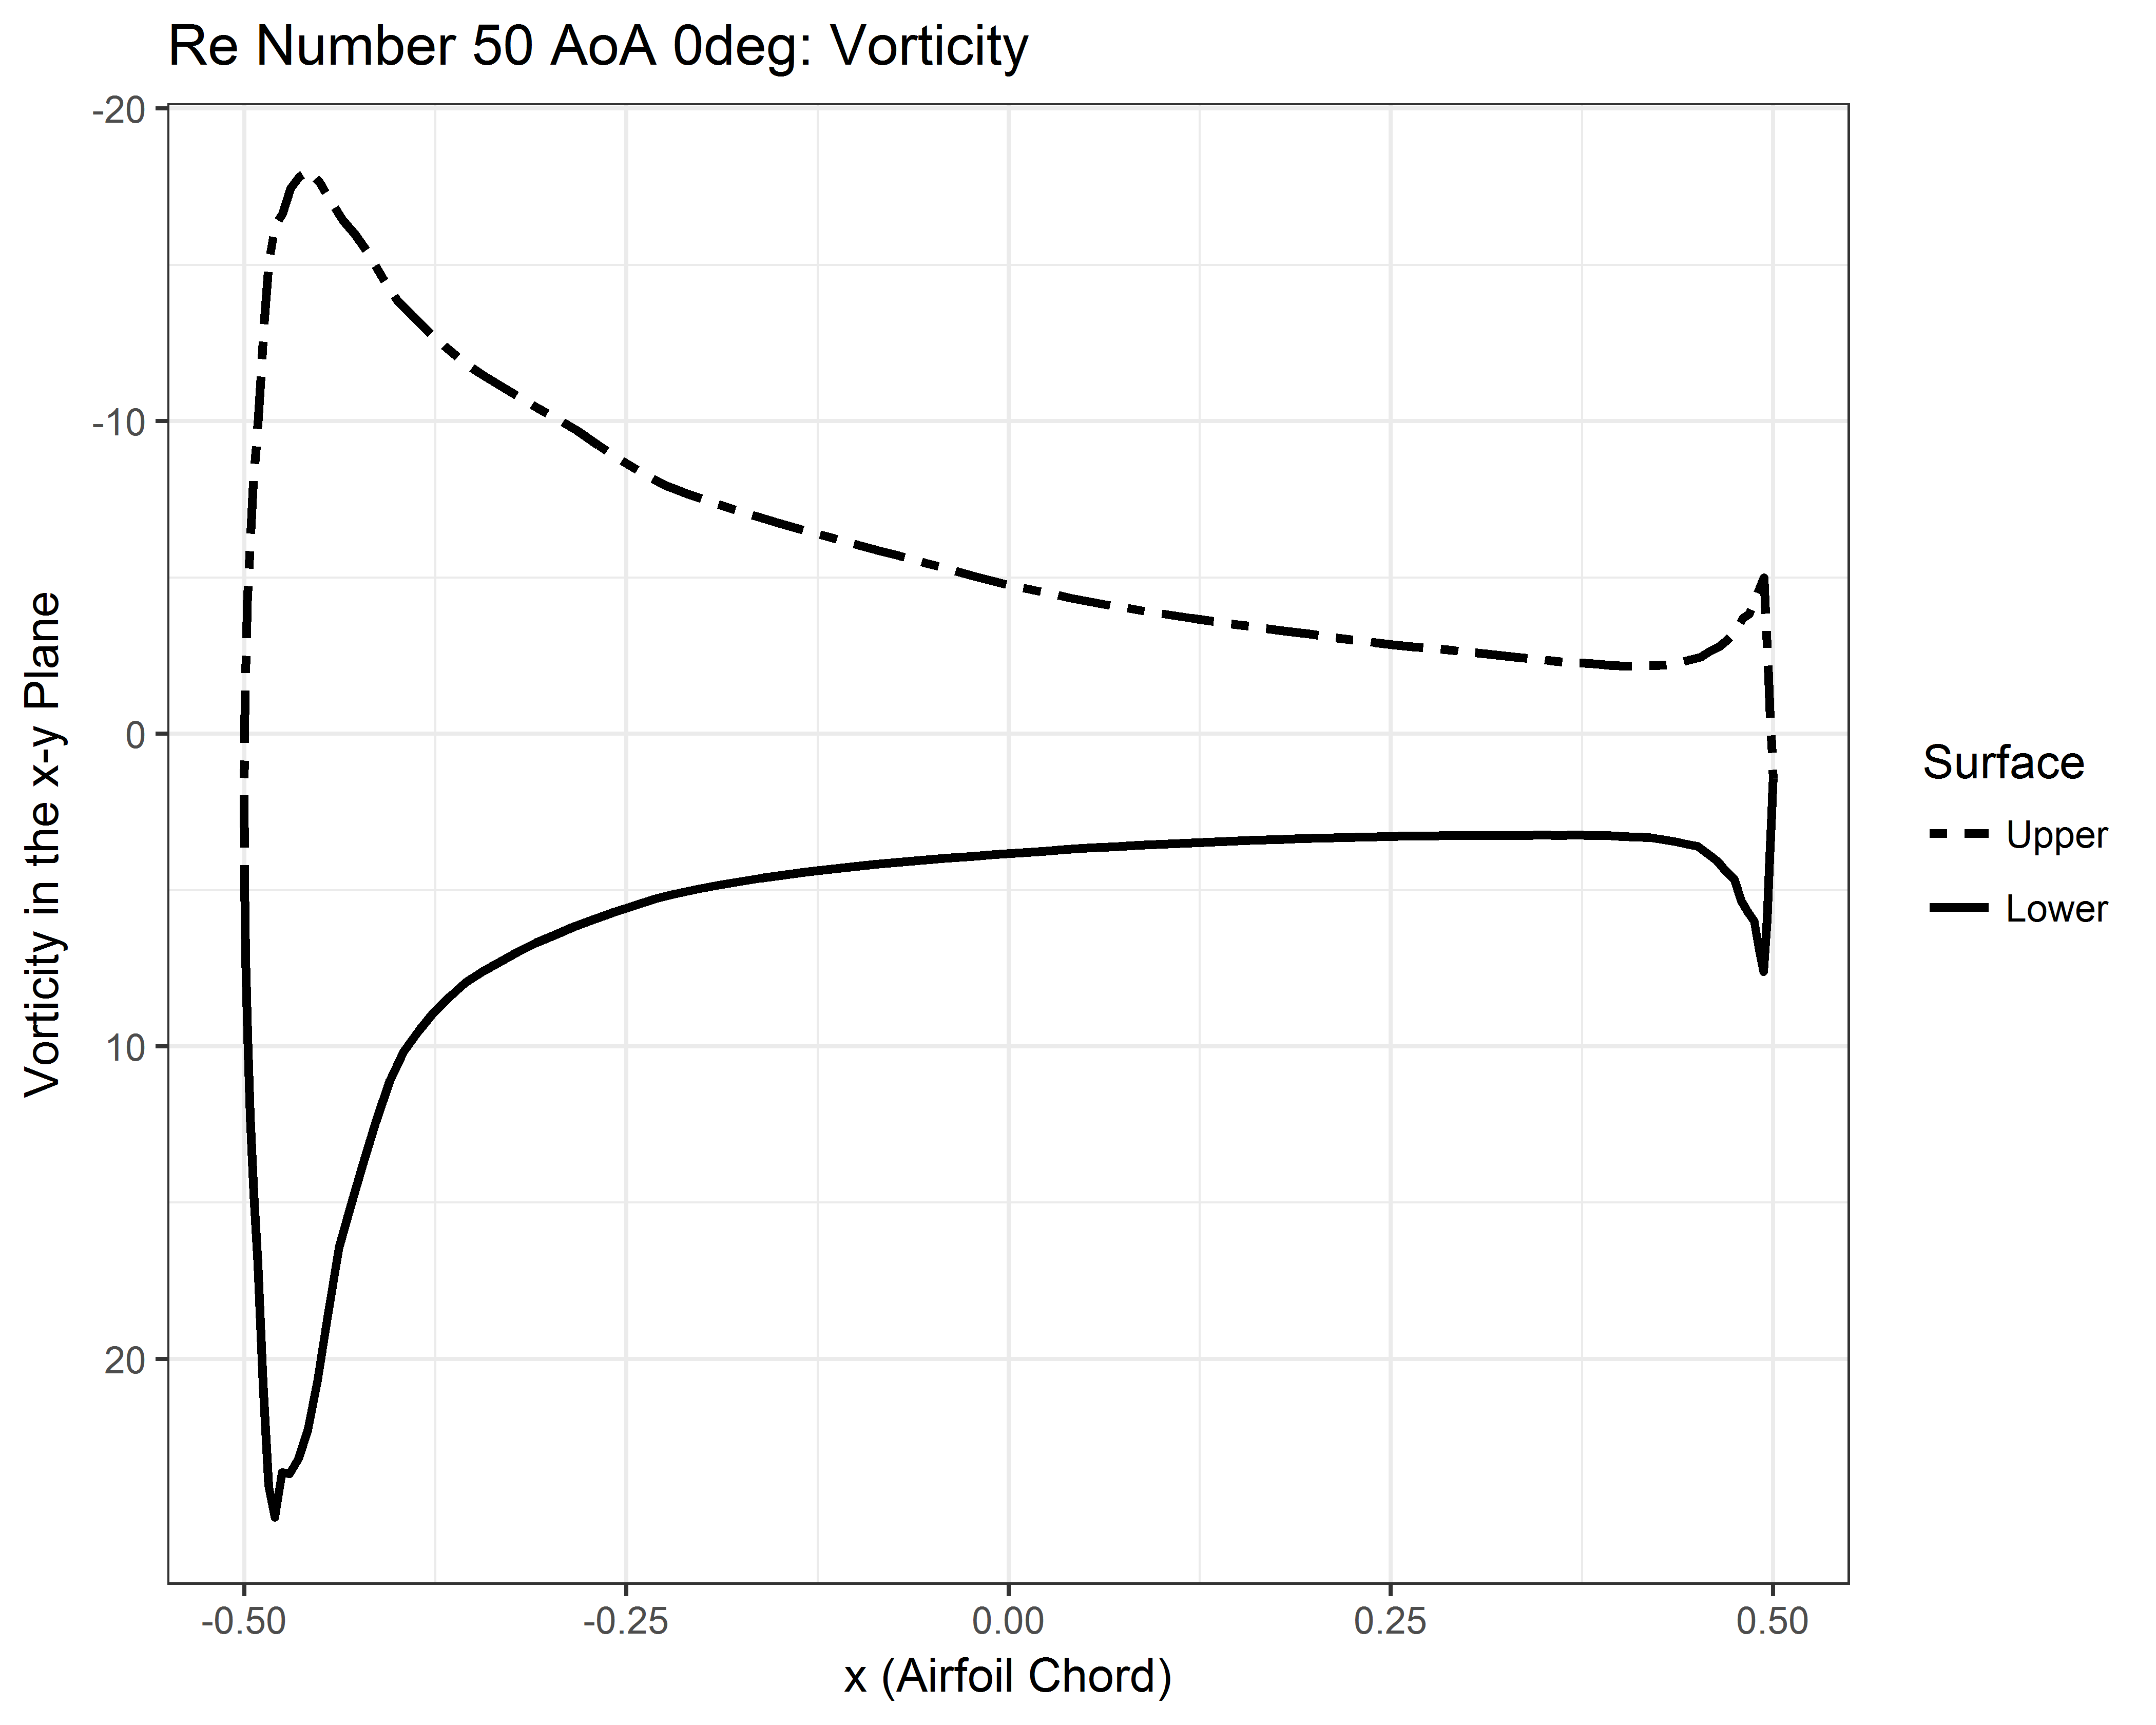 Re Number 50 AoA 0deg: Vorticity
-20
-10
0
10
20
Vorticity in the x-y Plane
-0.50
-0.25
0.00
0.25
0.50
x (Airfoil Chord)
Surface
Upper
Lower